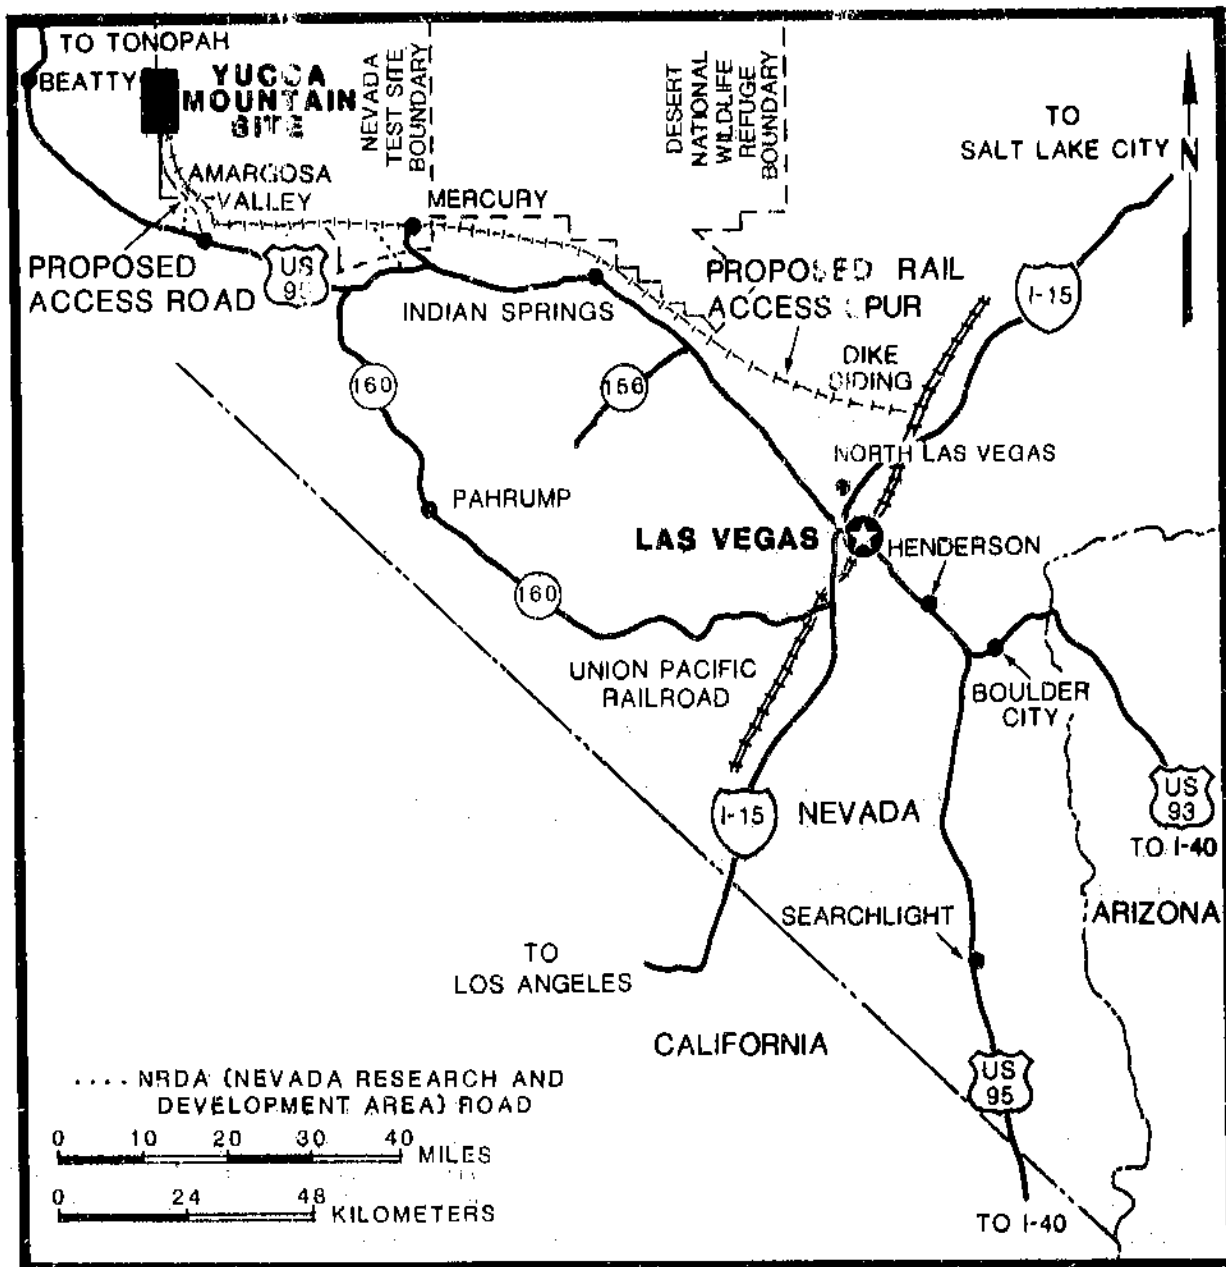 TO TONOPAH
BEATTY
YUCCA
MOUNTAIN
SITE
NEVADA
TEST SITE
BOUNDARY
DESERT
NATIONAL
WILDLIFE
REFUGE
BOUNDARY
TO
SALT LAKE CITY
N
AMARGOSA
VALLEY
MERCURY
PROPOSED
ACCESS ROAD
US
95
INDIAN SPRINGS
PROPOSED RAIL
ACCESS SPUR
I-15
DIKE
SIDING
160
156
NORTH LAS VEGAS
PAHRUMP
LAS VEGAS
HENDERSON
160
UNION PACIFIC
RAILROAD
BOULDER
CITY
I-15
NEVADA
US
93
TO I-40
SEARCHLIGHT
ARIZONA
TO
LOS ANGELES
CALIFORNIA
US
95
.... NRDA (NEVADA RESEARCH AND
DEVELOPMENT AREA) ROAD
0 10 20 30 40 MILES
0 24 48 KILOMETERS
TO I-40